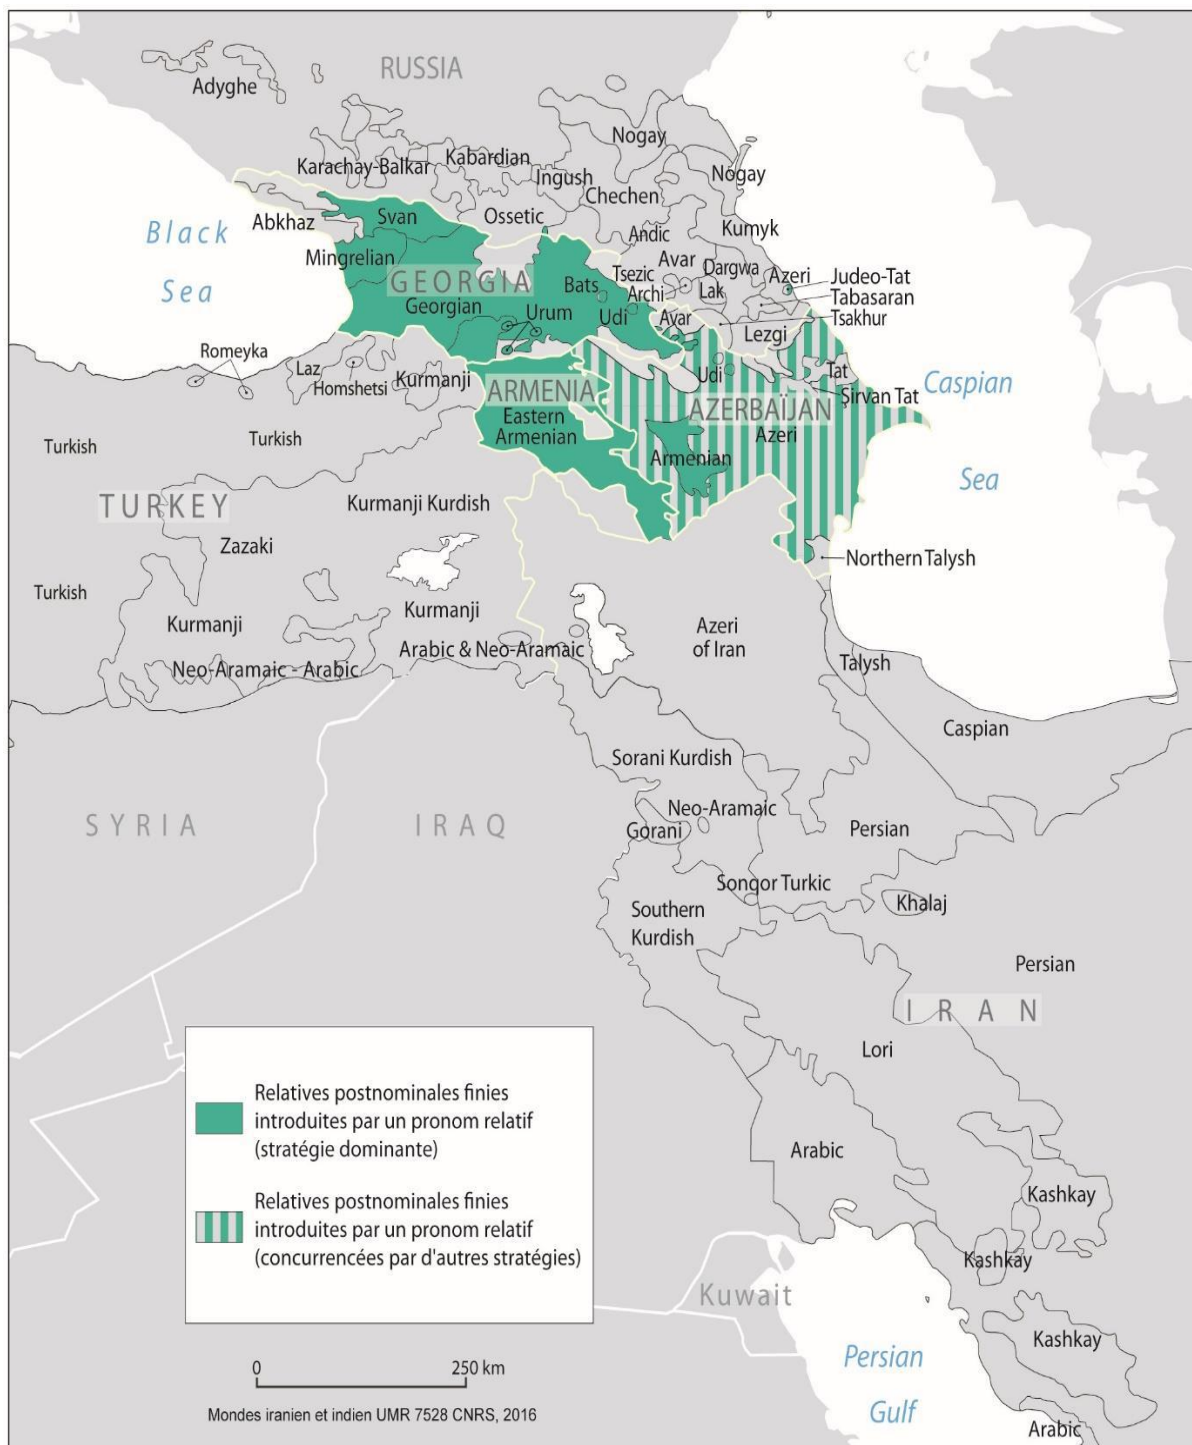 RUSSIA
Adyghe
Nogay
Karachay-Balkar
Kabardian
Ingush
Nogay
Chechen
Abkhaz
Svan
Ossetic
Kumyk
Andic
Black
Sea
Mingrelian
Avar
Dargwa
Tsezic
Azeri
Judeo-Tat
GEORGIA
Bats
Archi
Lak
Tabasaran
Georgian
Urum
Udi
Avar
Tsakhur
Lezgi
Romeyka
Laz
Homshetsi
Kurmanji
Udi
Tat
ARMENIA
AZERBAÏJAN
Şirvan Tat
Caspian
Sea
Eastern
Armenian
Azeri
Turkish
Turkish
Armenian
TURKEY
Kurmanji Kurdish
Zazaki
Northern Talysh
Turkish
Kurmanji
Kurmanji
Azeri
of Iran
Arabic & Neo-Aramaic
Neo-Aramaic - Arabic
Talysh
Caspian
Sorani Kurdish
Neo-Aramaic
SYRIA
IRAQ
Gorani
Persian
Songor Turkic
Khalaj
Southern
Kurdish
Persian
IRAN
Lori
Relatives postnominales finies
introduites par un pronom relatif
(stratégie dominante)
Arabic
Relatives postnominales finies
introduites par un pronom relatif
(concurrencées par d'autres stratégies)
Kashkay
Kashkay
Kuwait
Kashkay
Persian
Gulf
Arabic
0 250 km
Mondes iranien et indien UMR 7528 CNRS, 2016